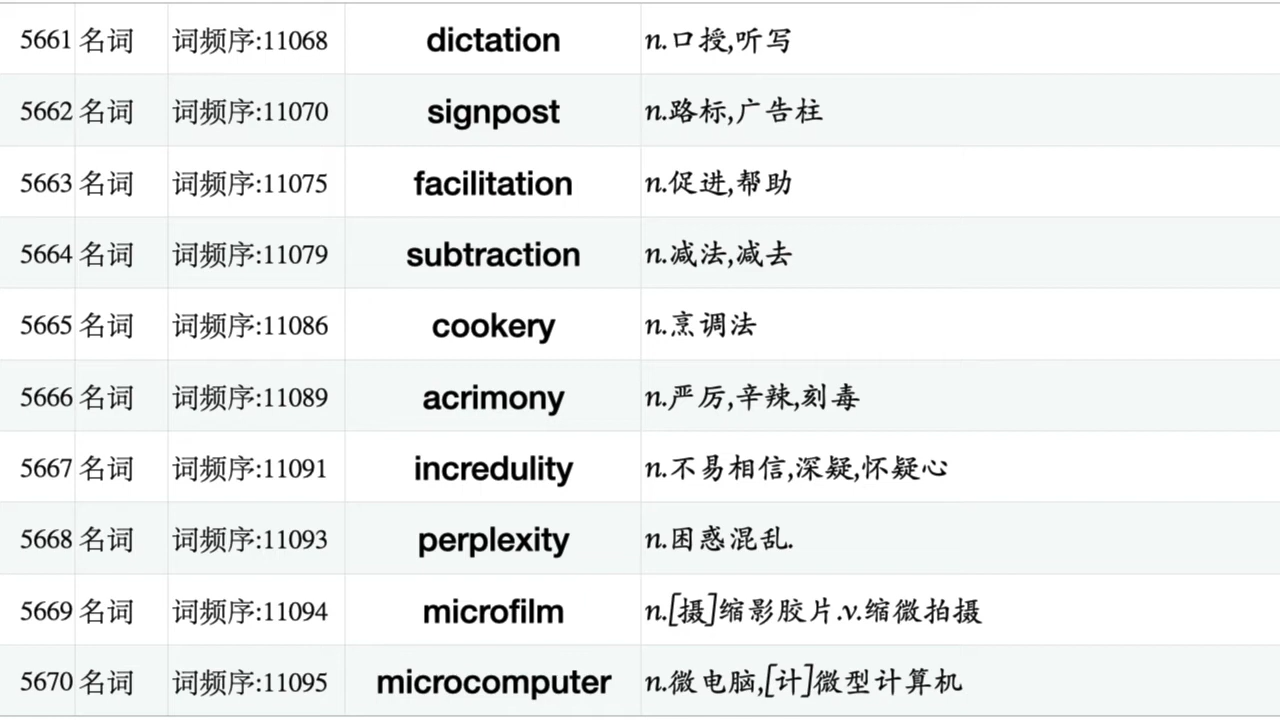 5661 名词 词频序:11068 dictation n.口授,听写
5662 名词 词频序:11070 signpost n.路标,广告柱
5663 名词 词频序:11075 facilitation n.促进,帮助
5664 名词 词频序:11079 subtraction n.减法,减去
5665 名词 词频序:11086 cookery n.烹调法
5666 名词 词频序:11089 acrimony n.严厉,辛辣,刻毒
5667 名词 词频序:11091 incredulity n.不易相信,深疑,怀疑心
5668 名词 词频序:11093 perplexity n.困惑混乱.
5669 名词 词频序:11094 microfilm n.[摄]缩影胶片.v.缩微拍摄
5670 名词 词频序:11095 microcomputer n.微电脑,[计]微型计算机